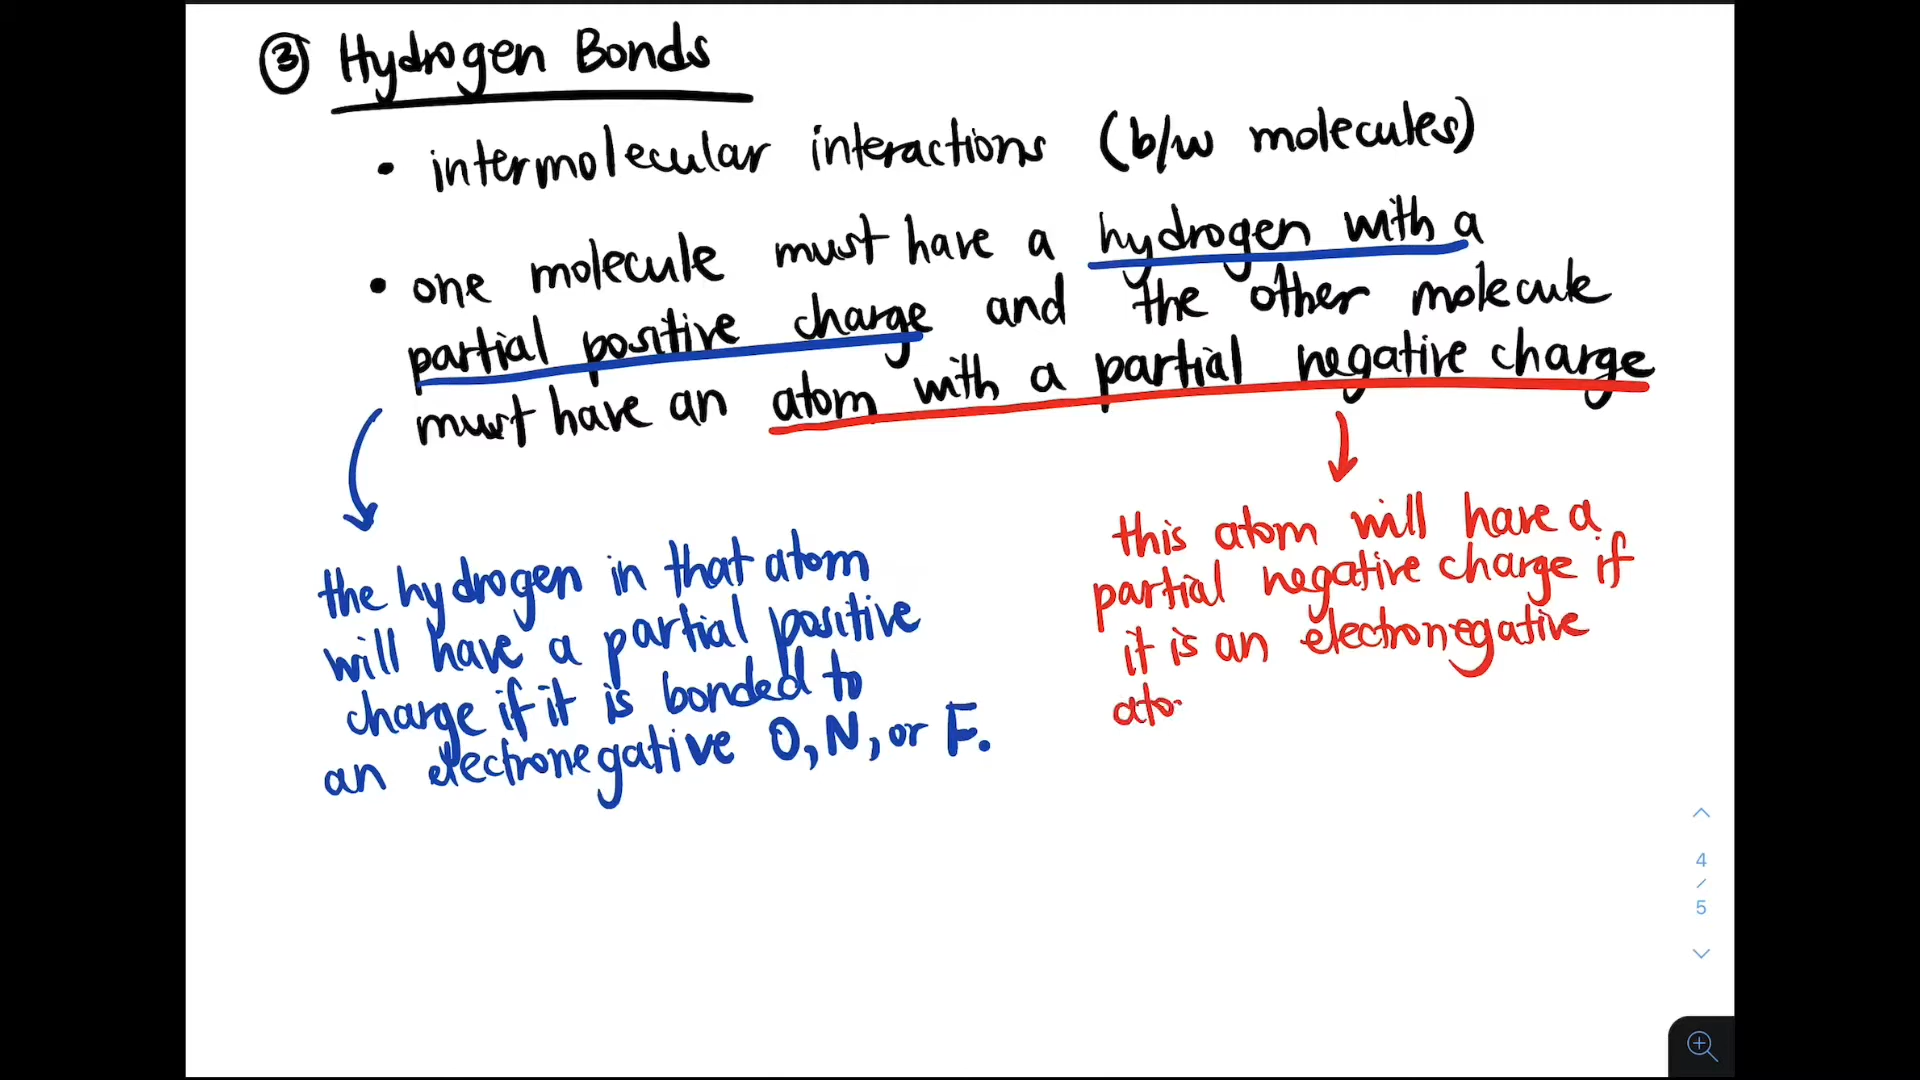 ③ Hydrogen Bonds
• intermolecular interactions (b/w molecules)
• one molecule must have a hydrogen with a
partial positive charge and the other molecule
must have an atom with a partial negative charge
the hydrogen in that atom
will have a partial positive
charge if it is bonded to
an electronegative O, N, or F.
this atom will have a
partial negative charge if
it is an electronegative
ato
4
/
5